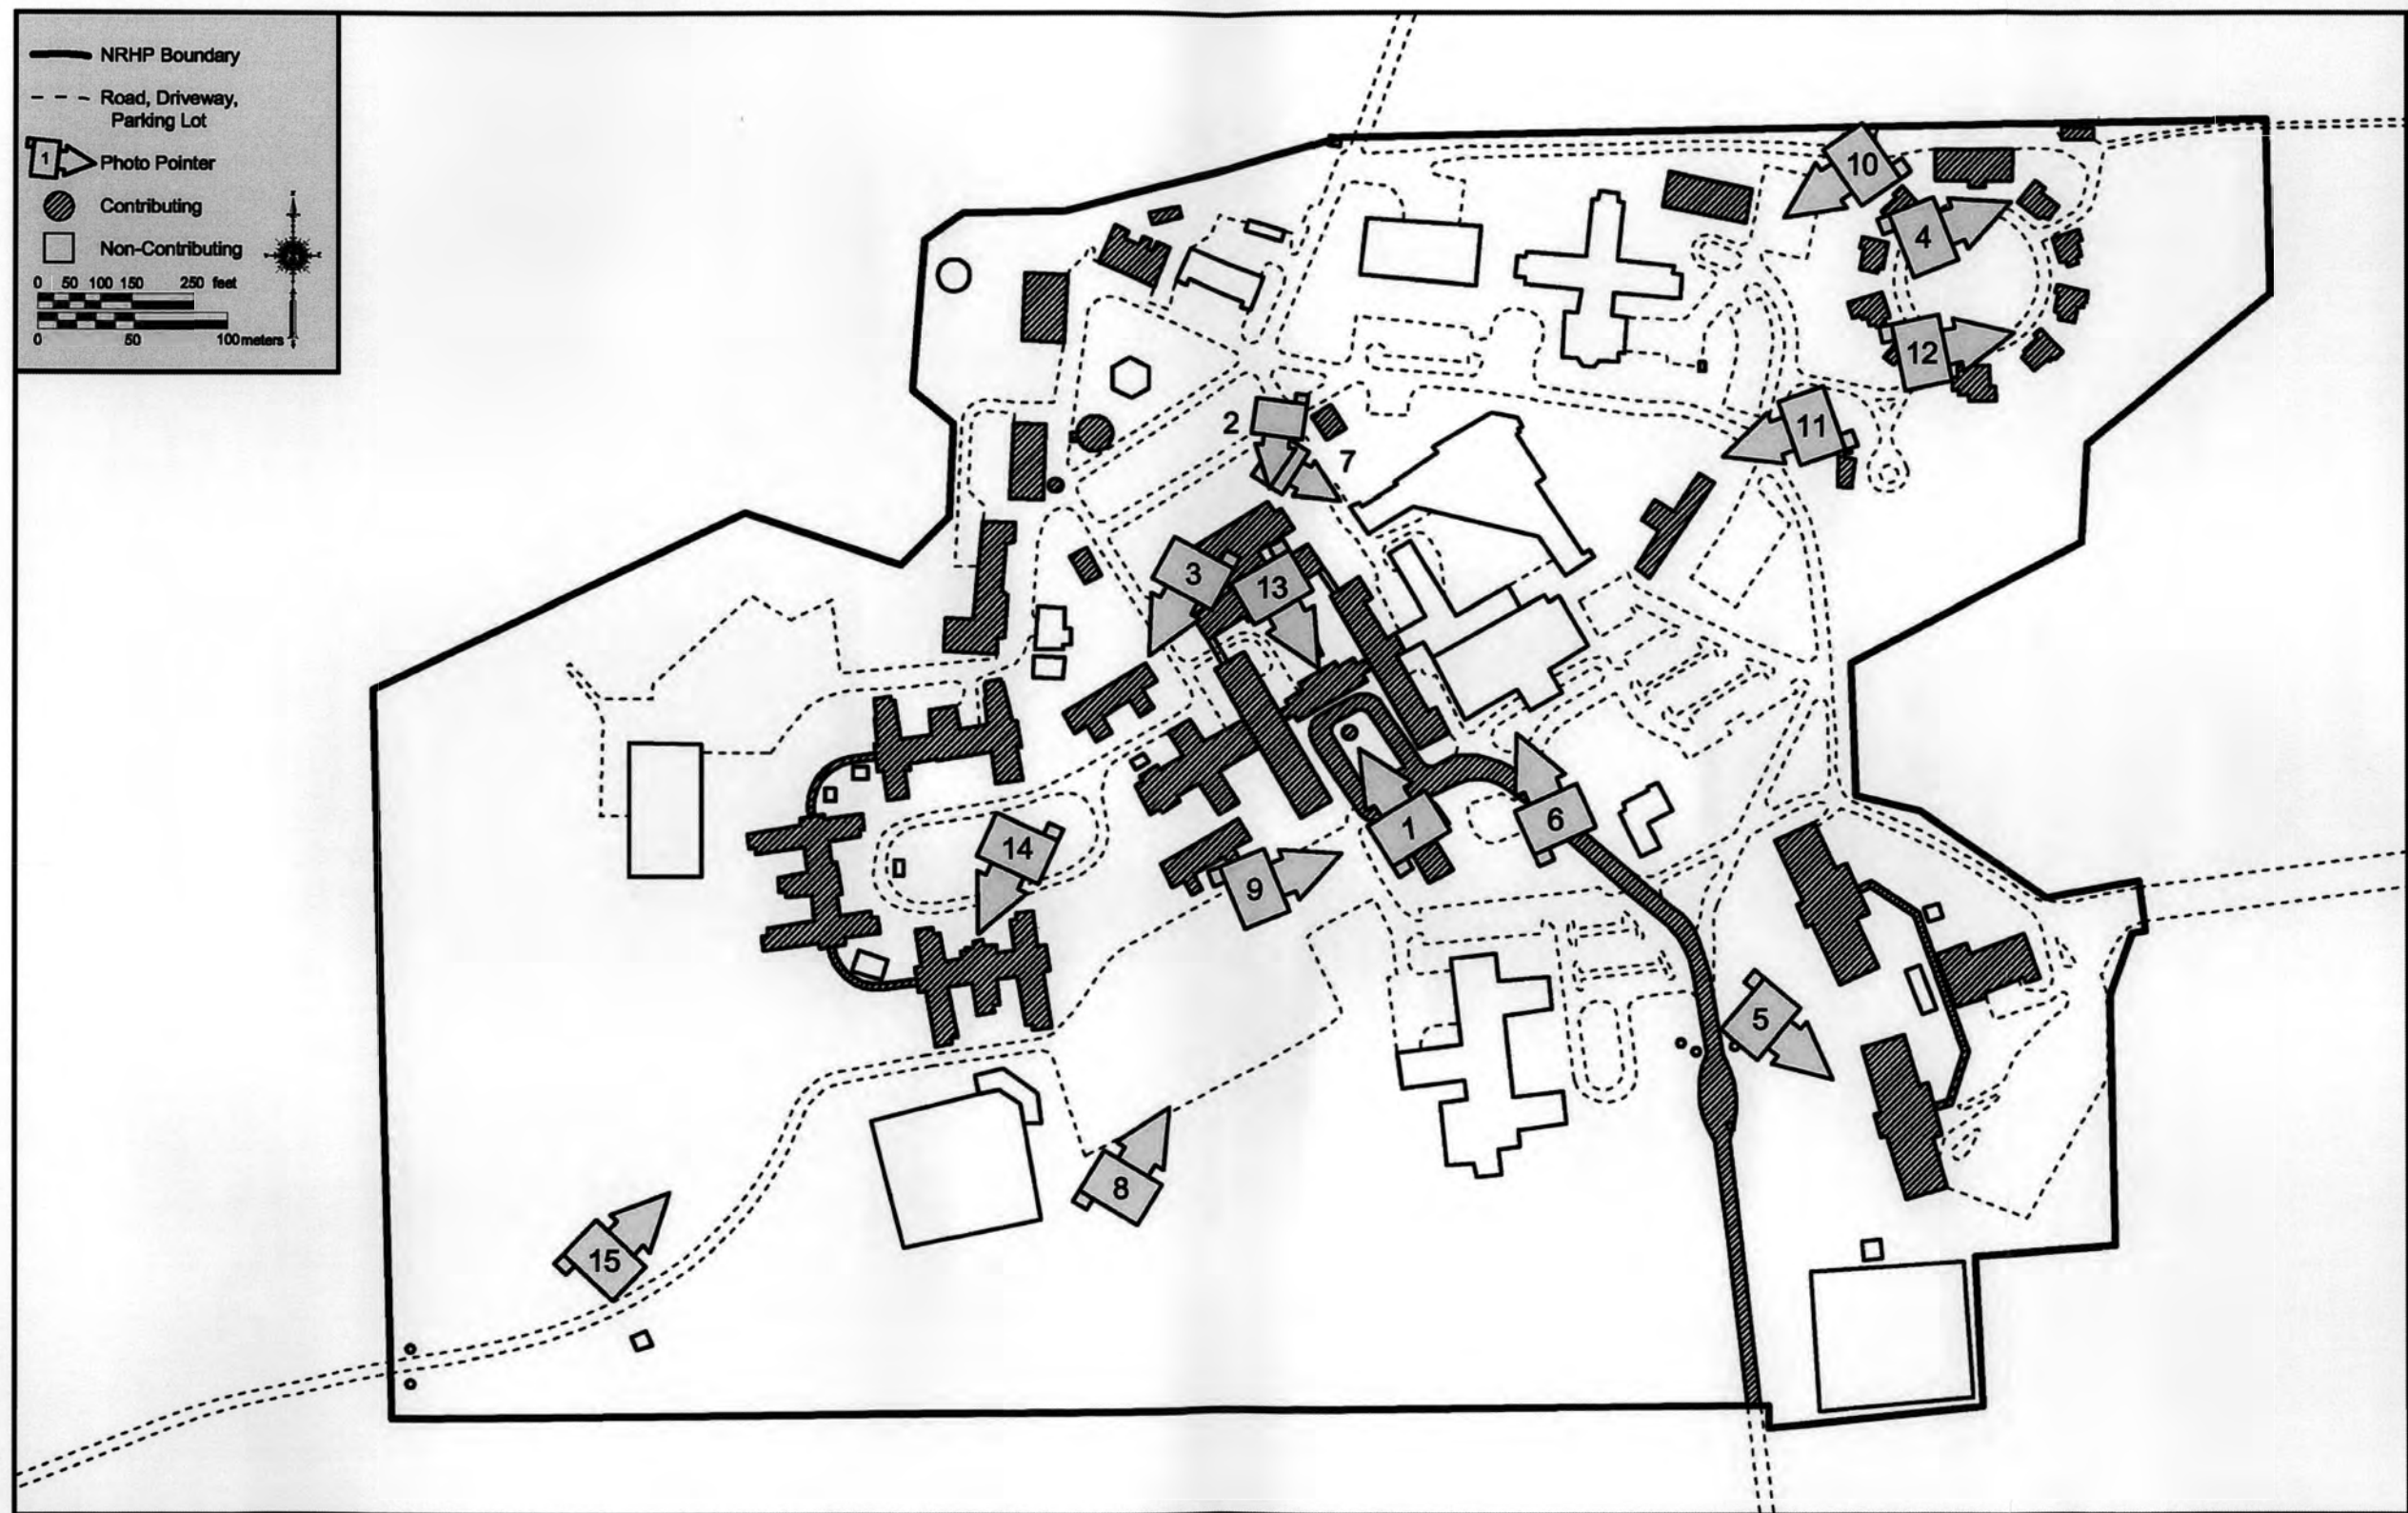 NRHP Boundary
Road, Driveway,
Parking Lot
1
Photo Pointer
Contributing
Non-Contributing
0 50 100 150 250 feet
0 50 100 meters
10
4
12
11
2
7
3
13
1
6
14
9
5
8
15